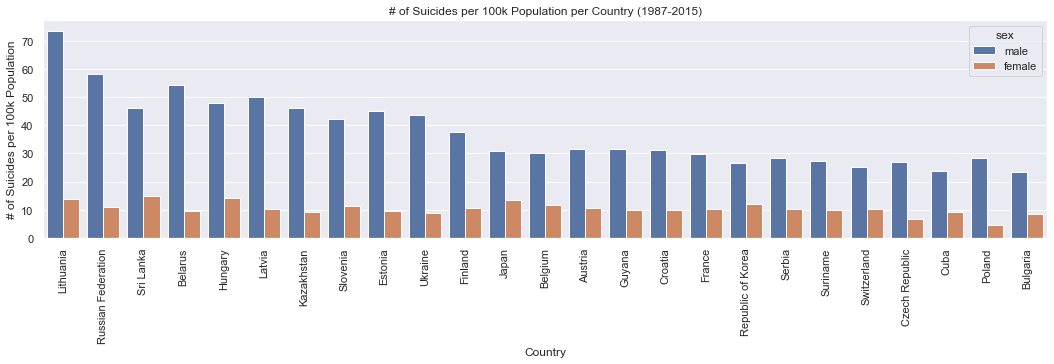 # of Suicides per 100k Population per Country (1987-2015)
# of Suicides per 100k Population
70
60
50
40
30
20
10
0
sex
male
female
Lithuania
Russian Federation
Sri Lanka
Belarus
Hungary
Latvia
Kazakhstan
Slovenia
Estonia
Ukraine
Finland
Japan
Belgium
Austria
Guyana
Croatia
France
Republic of Korea
Serbia
Suriname
Switzerland
Czech Republic
Cuba
Poland
Bulgaria
Country